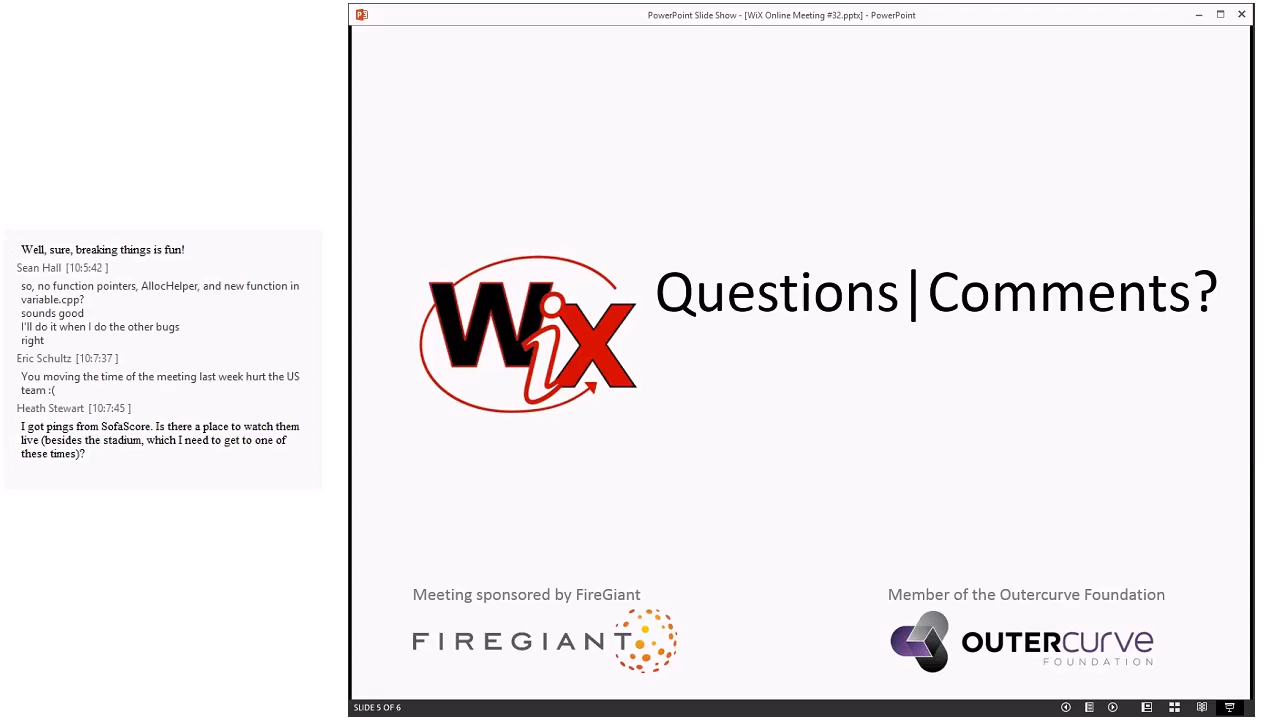 Well, sure, breaking things is fun!
Sean Hall [10:5:42 ]
so, no function pointers, AllocHelper, and new function in
variable.cpp?
sounds good
I'll do it when I do the other bugs
right
Eric Schultz [10:7:37 ]
You moving the time of the meeting last week hurt the US
team :(
Heath Stewart [10:7:45 ]
I got pings from SofaScore. Is there a place to watch them
live (besides the stadium, which I need to get to one of
these times)?
PowerPoint Slide Show - [WiX Online Meeting #32.pptx] - PowerPoint
WiX
Questions|Comments?
Meeting sponsored by FireGiant
FIREGIANT
Member of the Outercurve Foundation
OUTERCURVE
FOUNDATION
SLIDE 5 OF 6